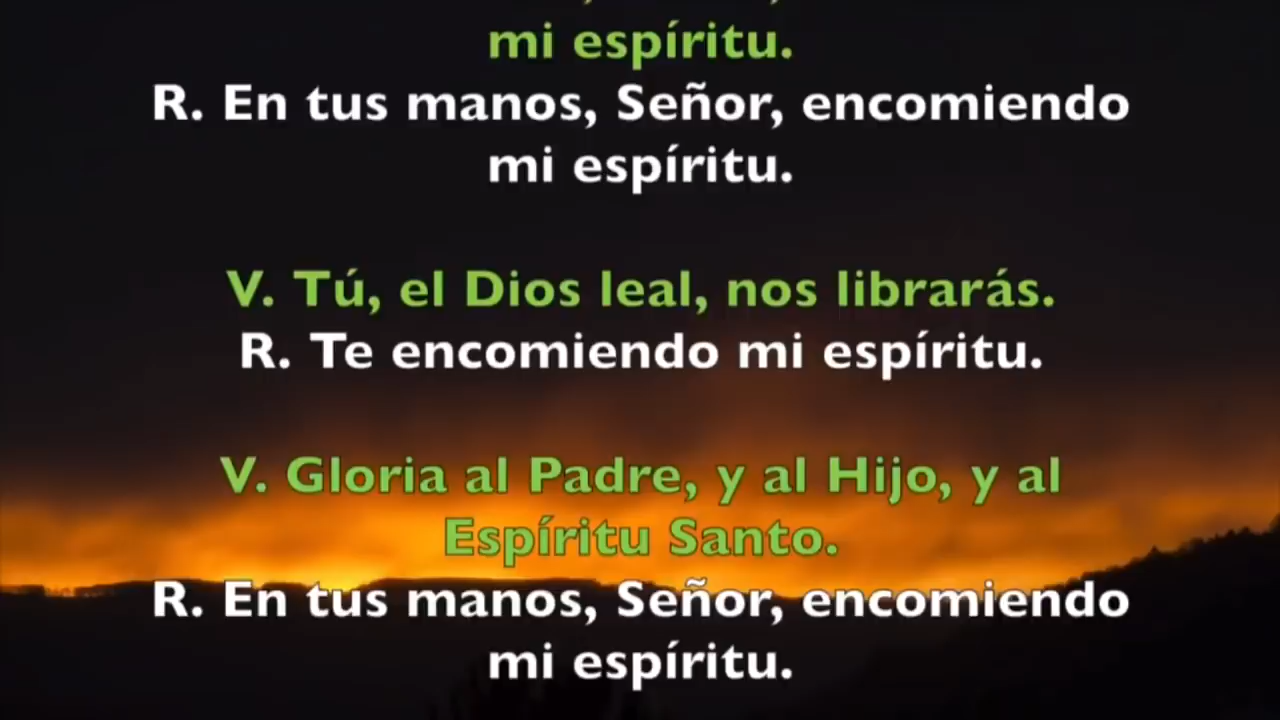 mi espíritu.
R. En tus manos, Señor, encomiendo
mi espíritu.
V. Tú, el Dios leal, nos librarás.
R. Te encomiendo mi espíritu.
V. Gloria al Padre, y al Hijo, y al
Espíritu Santo.
R. En tus manos, Señor, encomiendo
mi espíritu.